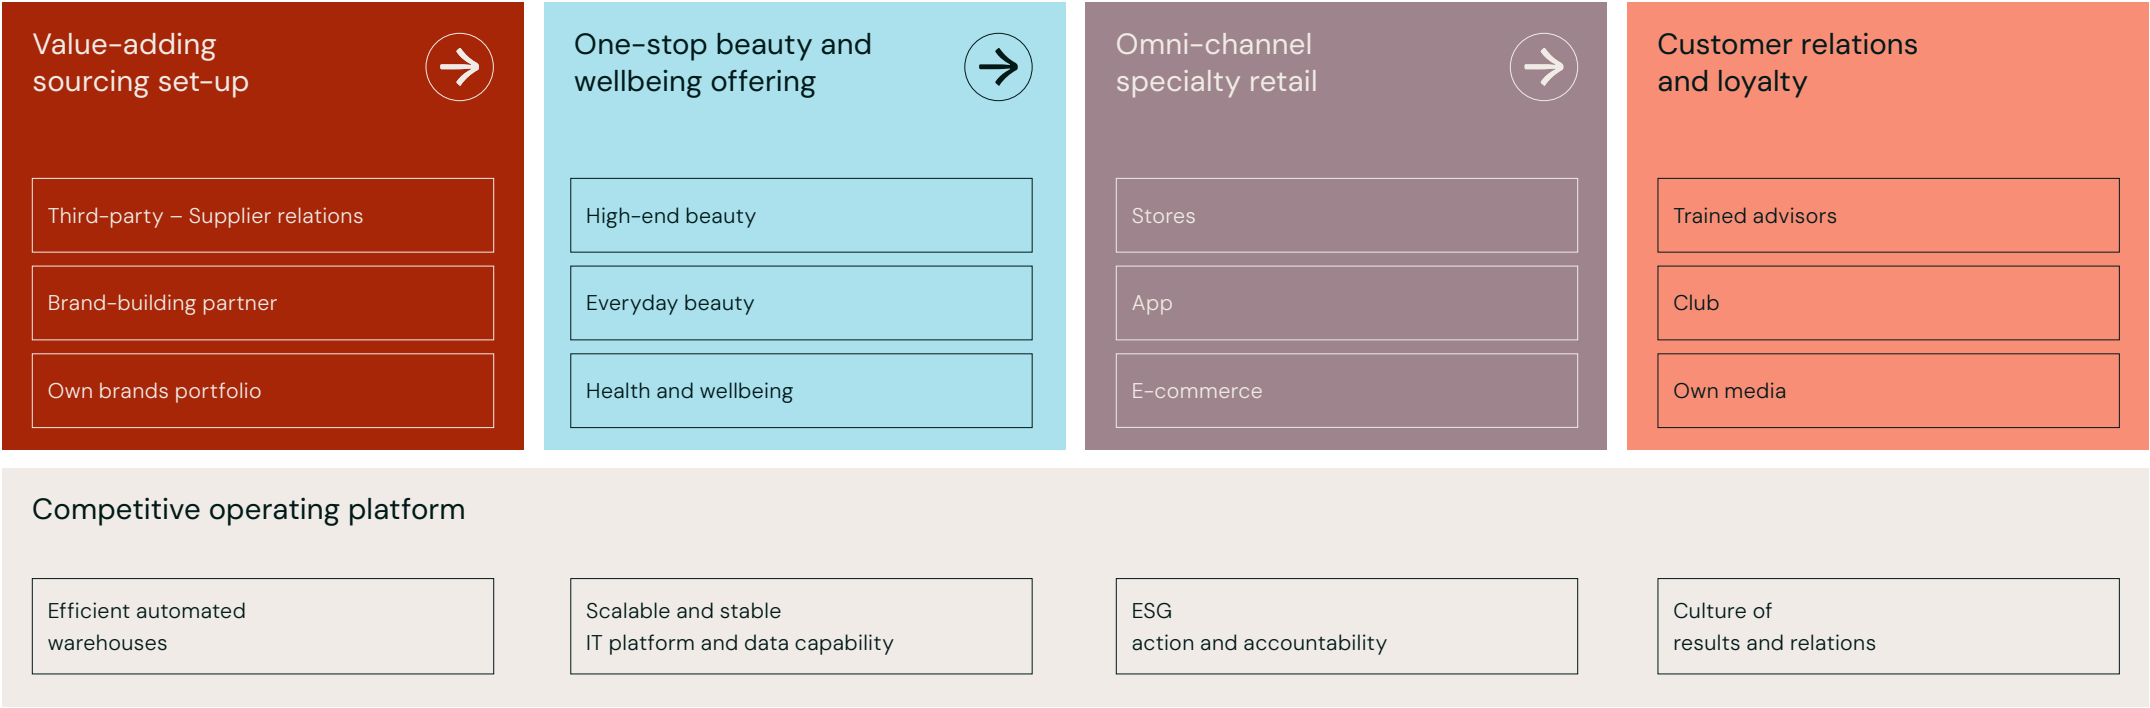 Value-adding
sourcing set-up
Third-party – Supplier relations
Brand-building partner
Own brands portfolio
One-stop beauty and
wellbeing offering
High-end beauty
Everyday beauty
Health and wellbeing
Omni-channel
specialty retail
Stores
App
E-commerce
Customer relations
and loyalty
Trained advisors
Club
Own media
Competitive operating platform
Efficient automated
warehouses
Scalable and stable
IT platform and data capability
ESG
action and accountability
Culture of
results and relations